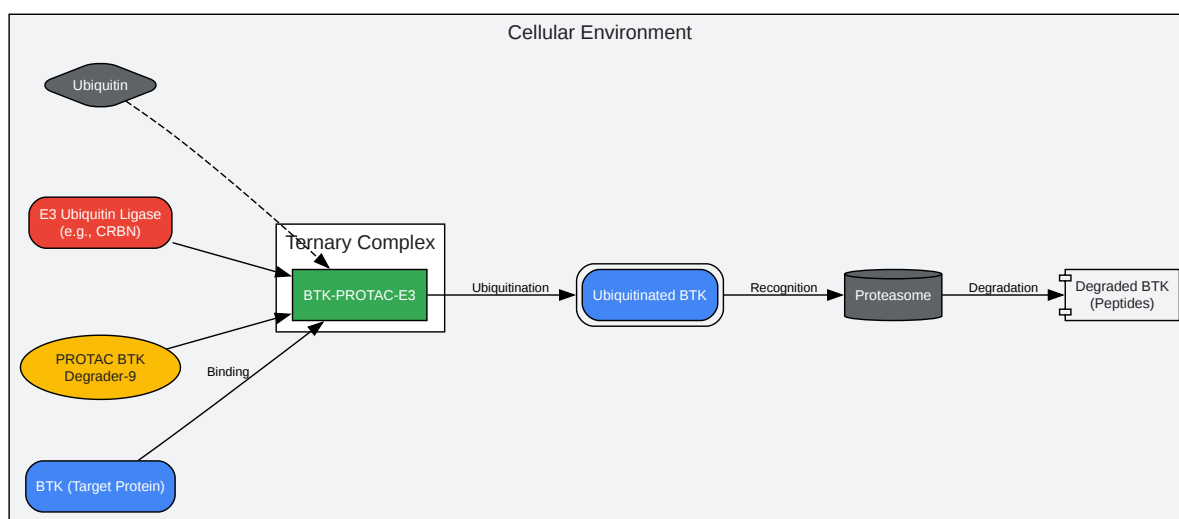 Cellular Environment
Ubiquitin
E3 Ubiquitin Ligase
(e.g., CRBN)
Ternary Complex
BTK-PROTAC-E3
Ubiquitination
Ubiquitinated BTK
Recognition
Proteasome
Degradation
Degraded BTK
(Peptides)
PROTAC BTK
Degrader-9
Binding
BTK (Target Protein)